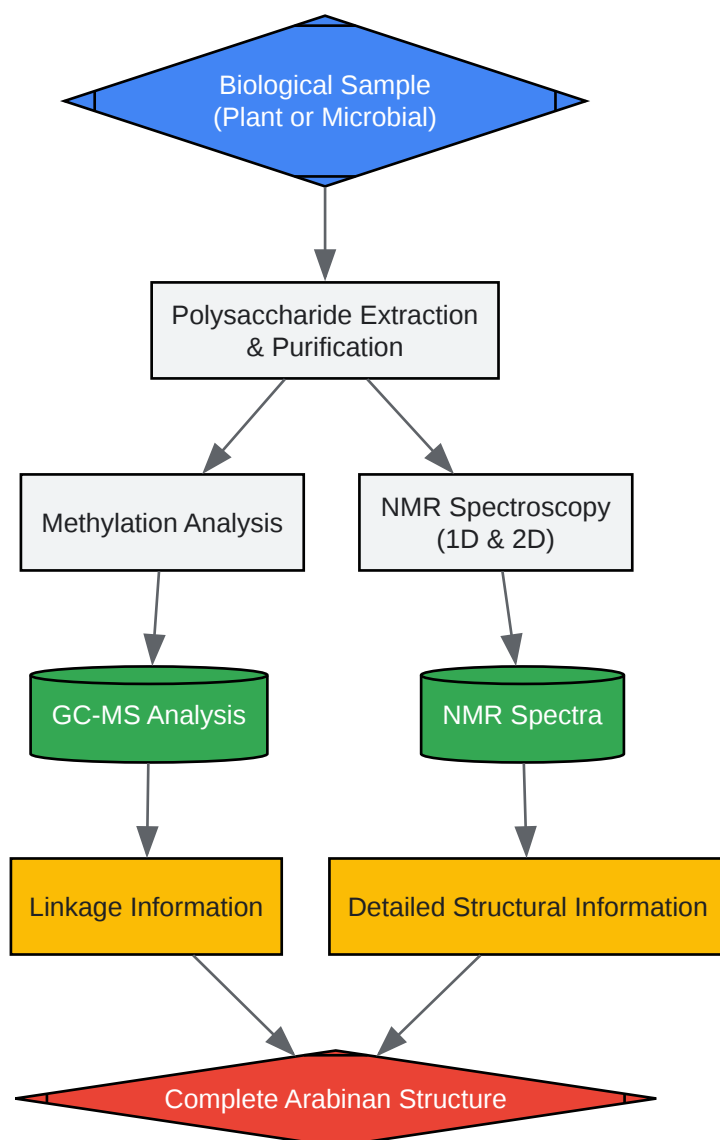 Biological Sample
(Plant or Microbial)
Polysaccharide Extraction
& Purification
Methylation Analysis
NMR Spectroscopy
(1D & 2D)
GC-MS Analysis
NMR Spectra
Linkage Information
Detailed Structural Information
Complete Arabinan Structure